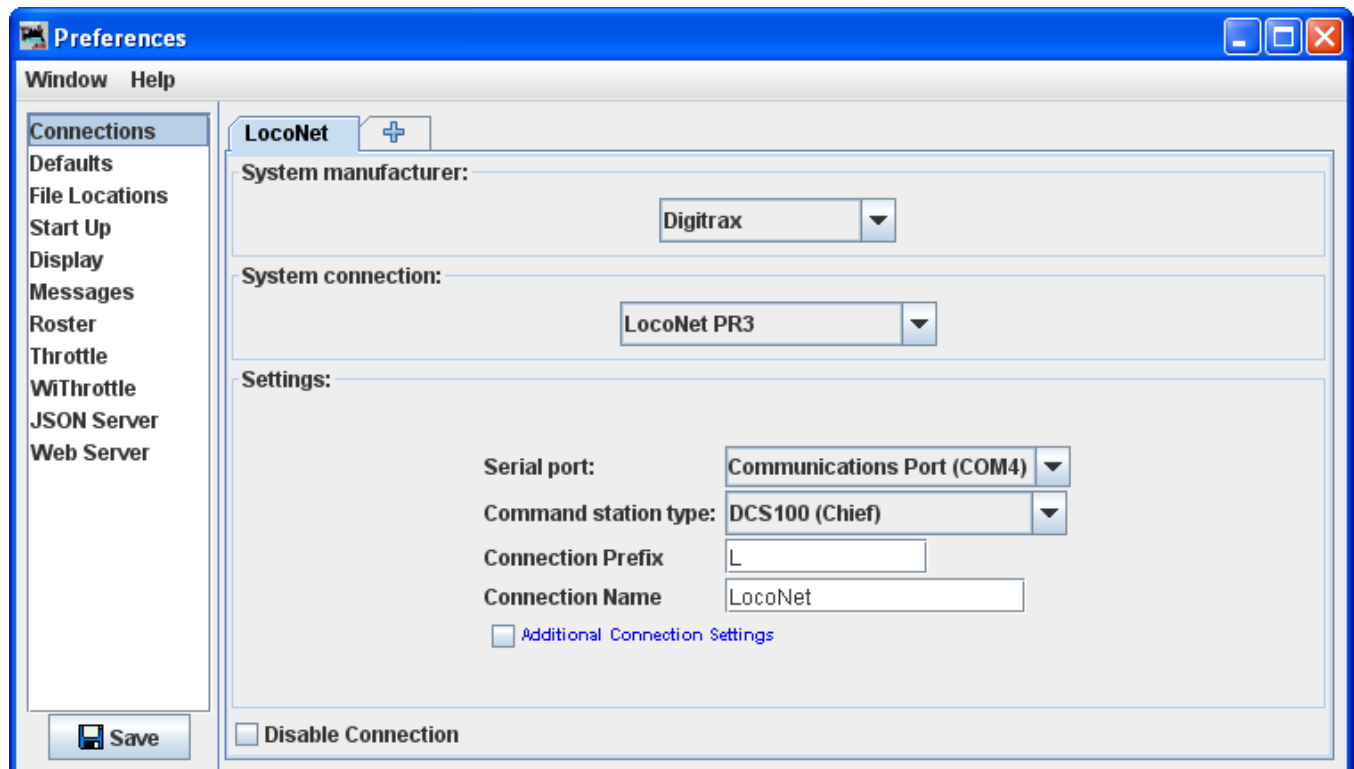 Preferences
Window Help
Connections
Defaults
File Locations
Start Up
Display
Messages
Roster
Throttle
WiThrottle
JSON Server
Web Server
Save
LocoNet
System manufacturer:
Digitrax
System connection:
LocoNet PR3
Settings:
Serial port: Communications Port (COM4)
Command station type: DCS100 (Chief)
Connection Prefix L
Connection Name LocoNet
Additional Connection Settings
Disable Connection